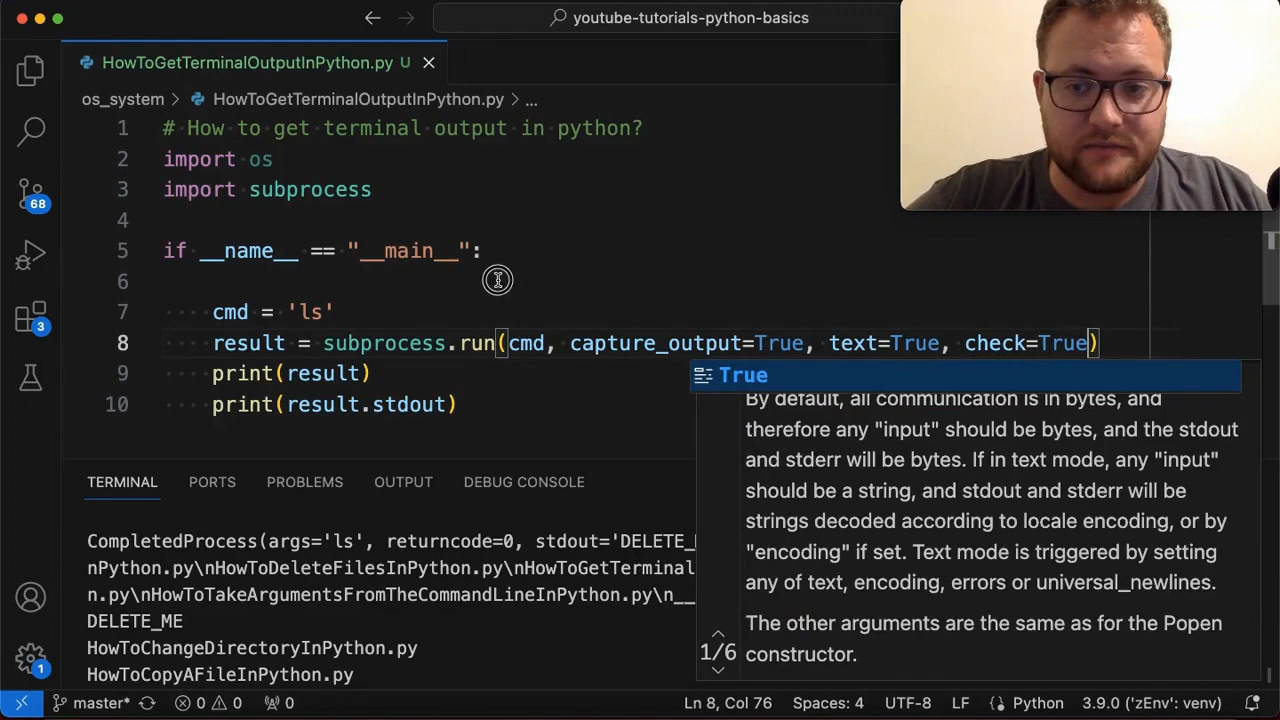 youtube-tutorials-python-basics
HowToGetTerminalOutputInPython.py U
os_system > HowToGetTerminalOutputInPython.py > ...
1 # How to get terminal output in python?
2 import os
3 import subprocess
4
5 if __name__ == "__main__":
6
7 cmd = 'ls'
8 result = subprocess.run(cmd, capture_output=True, text=True, check=True)
9 print(result)
10 print(result.stdout)
True
By default, all communication is in bytes, and
therefore any "input" should be bytes, and the stdout
and stderr will be bytes. If in text mode, any "input"
should be a string, and stdout and stderr will be
strings decoded according to locale encoding, or by
"encoding" if set. Text mode is triggered by setting
any of text, encoding, errors or universal_newlines.
The other arguments are the same as for the Popen
constructor.
1/6
68
3
1
TERMINAL PORTS PROBLEMS OUTPUT DEBUG CONSOLE
CompletedProcess(args='ls', returncode=0, stdout='DELETE_
nPython.py\nHowToDeleteFilesInPython.py\nHowToGetTerminal
n.py\nHowToTakeArgumentsFromTheCommandLineInPython.py\n__
DELETE_ME
HowToChangeDirectoryInPython.py
HowToCopyAFileInPython.py
master* 0 0 0 Ln 8, Col 76 Spaces: 4 UTF-8 LF Python 3.9.0 ('zEnv': venv)